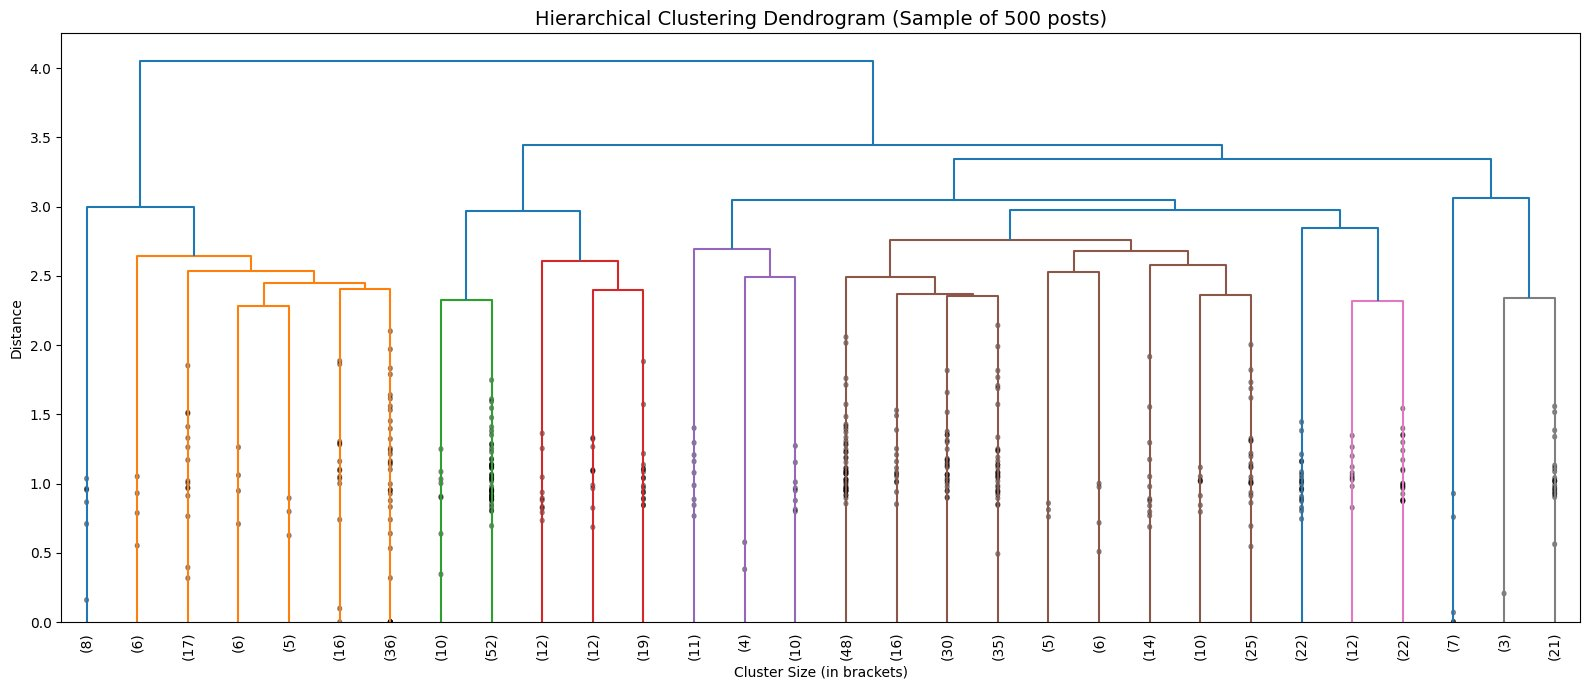 Hierarchical Clustering Dendrogram (Sample of 500 posts)
Distance
4.0
3.5
3.0
2.5
2.0
1.5
1.0
0.5
0.0
(8) (6) (17) (6) (5) (16) (36) (10) (52) (12) (12) (19) (11) (4) (10) (48) (16) (30) (35) (5) (6) (14) (10) (25) (22) (12) (22) (7) (3) (21)
Cluster Size (in brackets)